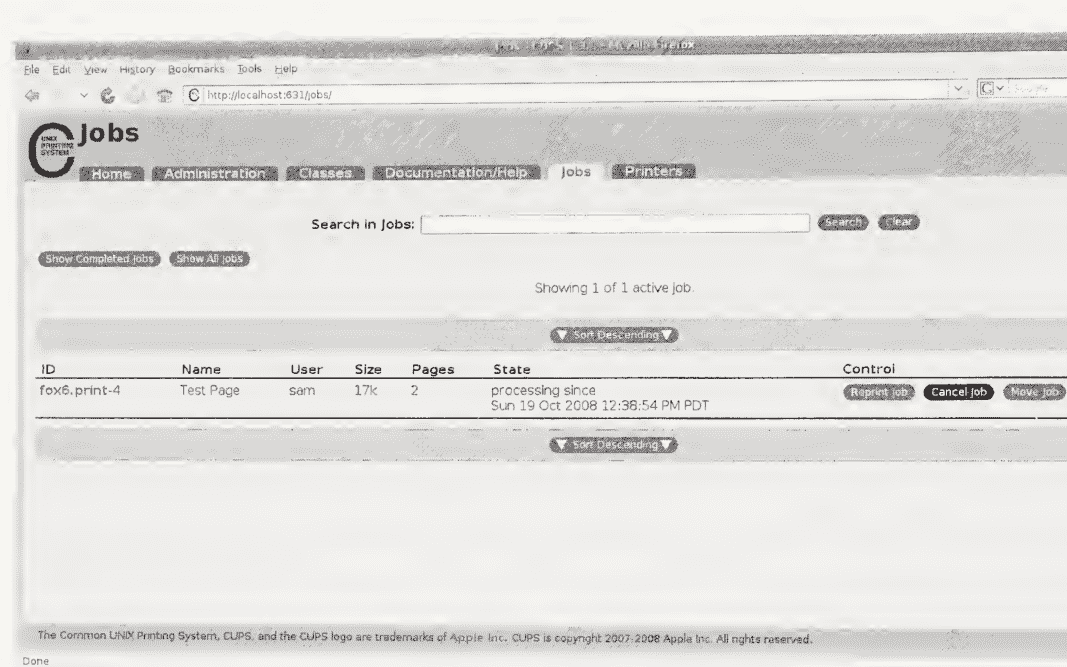 Firefox
File Edit View History Bookmarks Tools Help
http://localhost:631/jobs/
G
UNIX
PRINTING
SYSTEM
Jobs
Home Administration Classes Documentation/Help Jobs Printers
Search in Jobs: Search Clear
Show Completed Jobs Show All Jobs
Showing 1 of 1 active job.
▼ Sort Descending ▼
ID Name User Size Pages State Control
fox6.print-4 Test Page sam 17k 2 processing since Reprint Job Cancel Job Move Job
Sun 19 Oct 2008 12:38:54 PM PDT
▼ Sort Descending ▼
The Common UNIX Printing System, CUPS, and the CUPS logo are trademarks of Apple Inc. CUPS is copyright 2007-2008 Apple Inc. All rights reserved.
Done